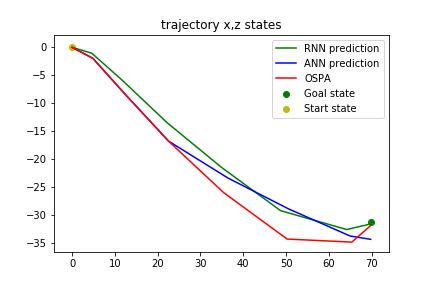 trajectory x,z states
RNN prediction
ANN prediction
OSPA
Goal state
Start state
0
−5
−10
−15
−20
−25
−30
−35
0 10 20 30 40 50 60 70